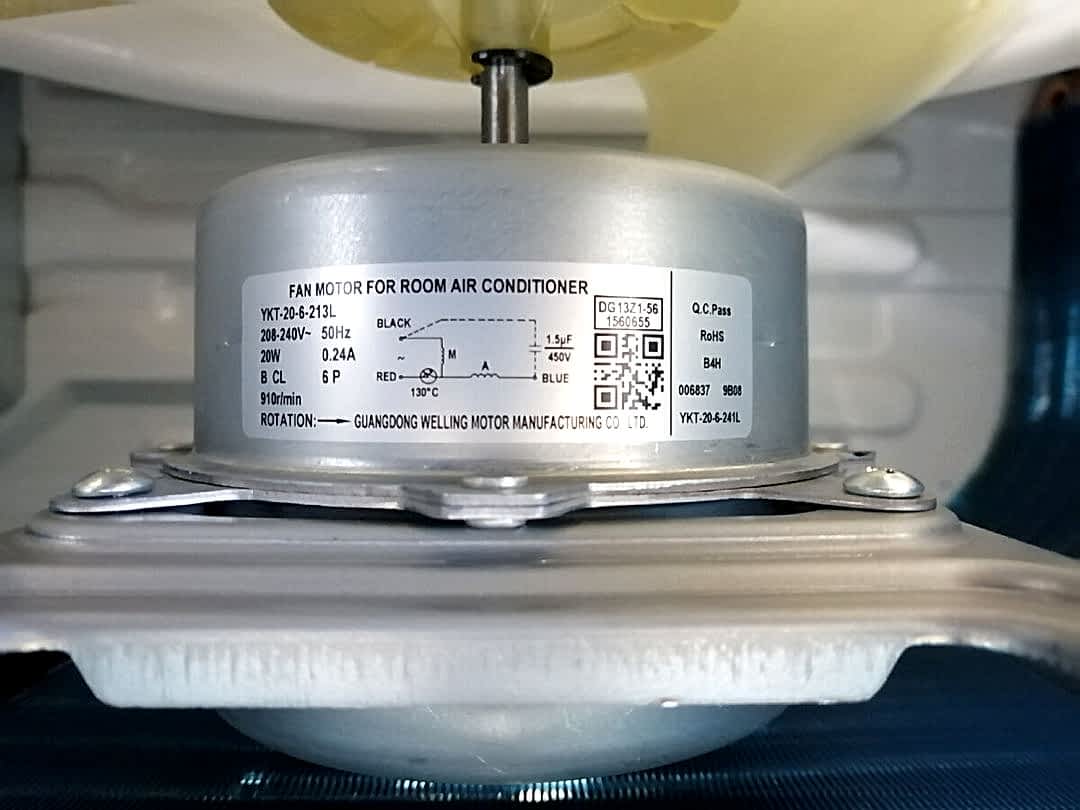 FAN MOTOR FOR ROOM AIR CONDITIONER
YKT-20-6-213L
208-240V~ 50Hz
20W 0.24A
B CL 6 P
910r/min
ROTATION: GUANGDONG WELLING MOTOR MANUFACTURING CO LTD.
BLACK
~
M
A
RED
130°C
BLUE
1.5µF
450V
DG13Z1-56
1560655
Q.C.Pass
RoHS
B4H
006837 9B08
YKT-20-6-241L